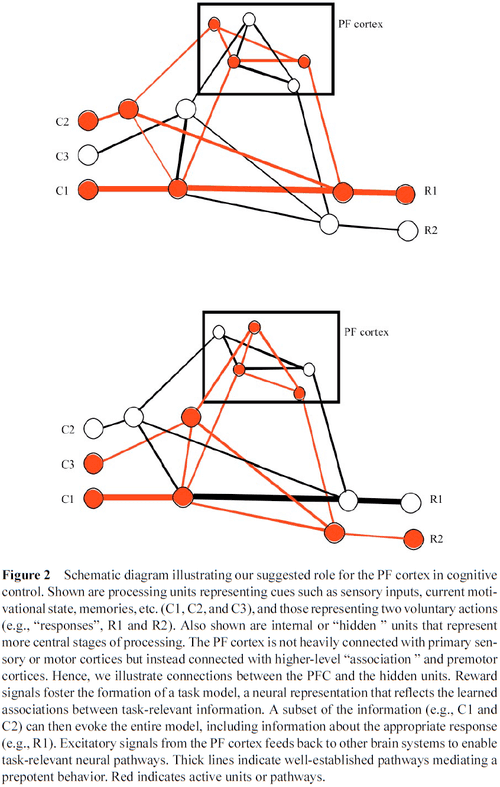 PF cortex
C2
C3
C1
R1
R2
PF cortex
C2
C3
C1
R1
R2
Figure 2 Schematic diagram illustrating our suggested role for the PF cortex in cognitive
control. Shown are processing units representing cues such as sensory inputs, current moti-
vational state, memories, etc. (C1, C2, and C3), and those representing two voluntary actions
(e.g., “responses”, R1 and R2). Also shown are internal or “hidden ” units that represent
more central stages of processing. The PF cortex is not heavily connected with primary sen-
sory or motor cortices but instead connected with higher-level “association ” and premotor
cortices. Hence, we illustrate connections between the PFC and the hidden units. Reward
signals foster the formation of a task model, a neural representation that reflects the learned
associations between task-relevant information. A subset of the information (e.g., C1 and
C2) can then evoke the entire model, including information about the appropriate response
(e.g., R1). Excitatory signals from the PF cortex feeds back to other brain systems to enable
task-relevant neural pathways. Thick lines indicate well-established pathways mediating a
prepotent behavior. Red indicates active units or pathways.